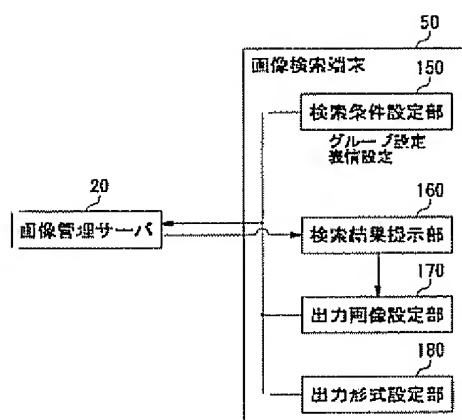 50
画像検索端末
150
検索条件設定部
グループ設定
表情設定
20
画像管理サーバ
160
検索結果提示部
170
出力画像設定部
180
出力形式設定部